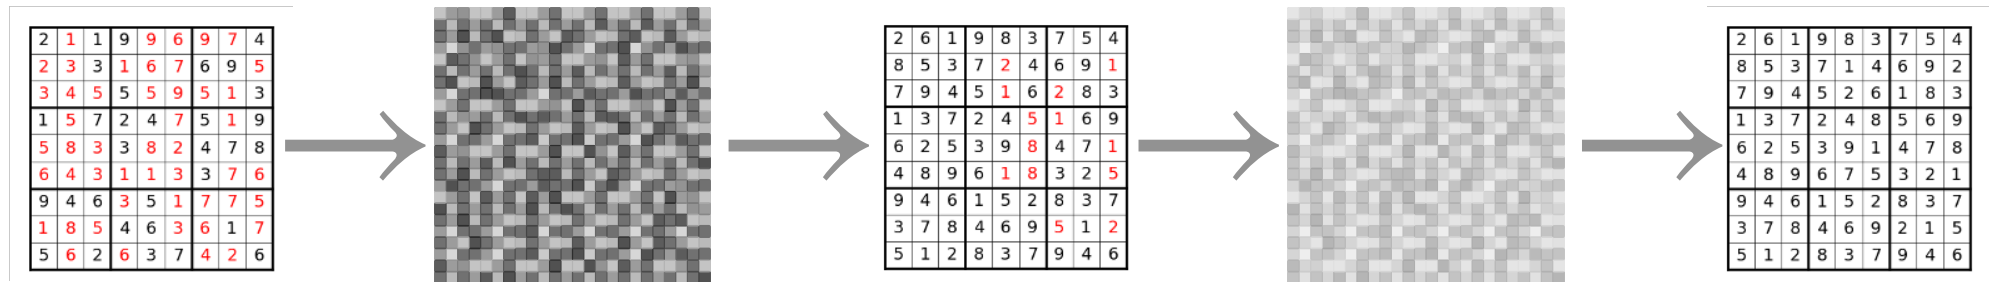 2 1 1 9 9 6 9 7 4
2 3 3 1 6 7 6 9 5
3 4 5 5 5 9 5 1 3
1 5 7 2 4 7 5 1 9
5 8 3 3 8 2 4 7 8
6 4 3 1 1 3 3 7 6
9 4 6 3 5 1 7 7 5
1 8 5 4 6 3 6 1 7
5 6 2 6 3 7 4 2 6
2 6 1 9 8 3 7 5 4
8 5 3 7 2 4 6 9 1
7 9 4 5 1 6 2 8 3
1 3 7 2 4 5 1 6 9
6 2 5 3 9 8 4 7 1
4 8 9 6 1 8 3 2 5
9 4 6 1 5 2 8 3 7
3 7 8 4 6 9 5 1 2
5 1 2 8 3 7 9 4 6
2 6 1 9 8 3 7 5 4
8 5 3 7 1 4 6 9 2
7 9 4 5 2 6 1 8 3
1 3 7 2 4 8 5 6 9
6 2 5 3 9 1 4 7 8
4 8 9 6 7 5 3 2 1
9 4 6 1 5 2 8 3 7
3 7 8 4 6 9 2 1 5
5 1 2 8 3 7 9 4 6